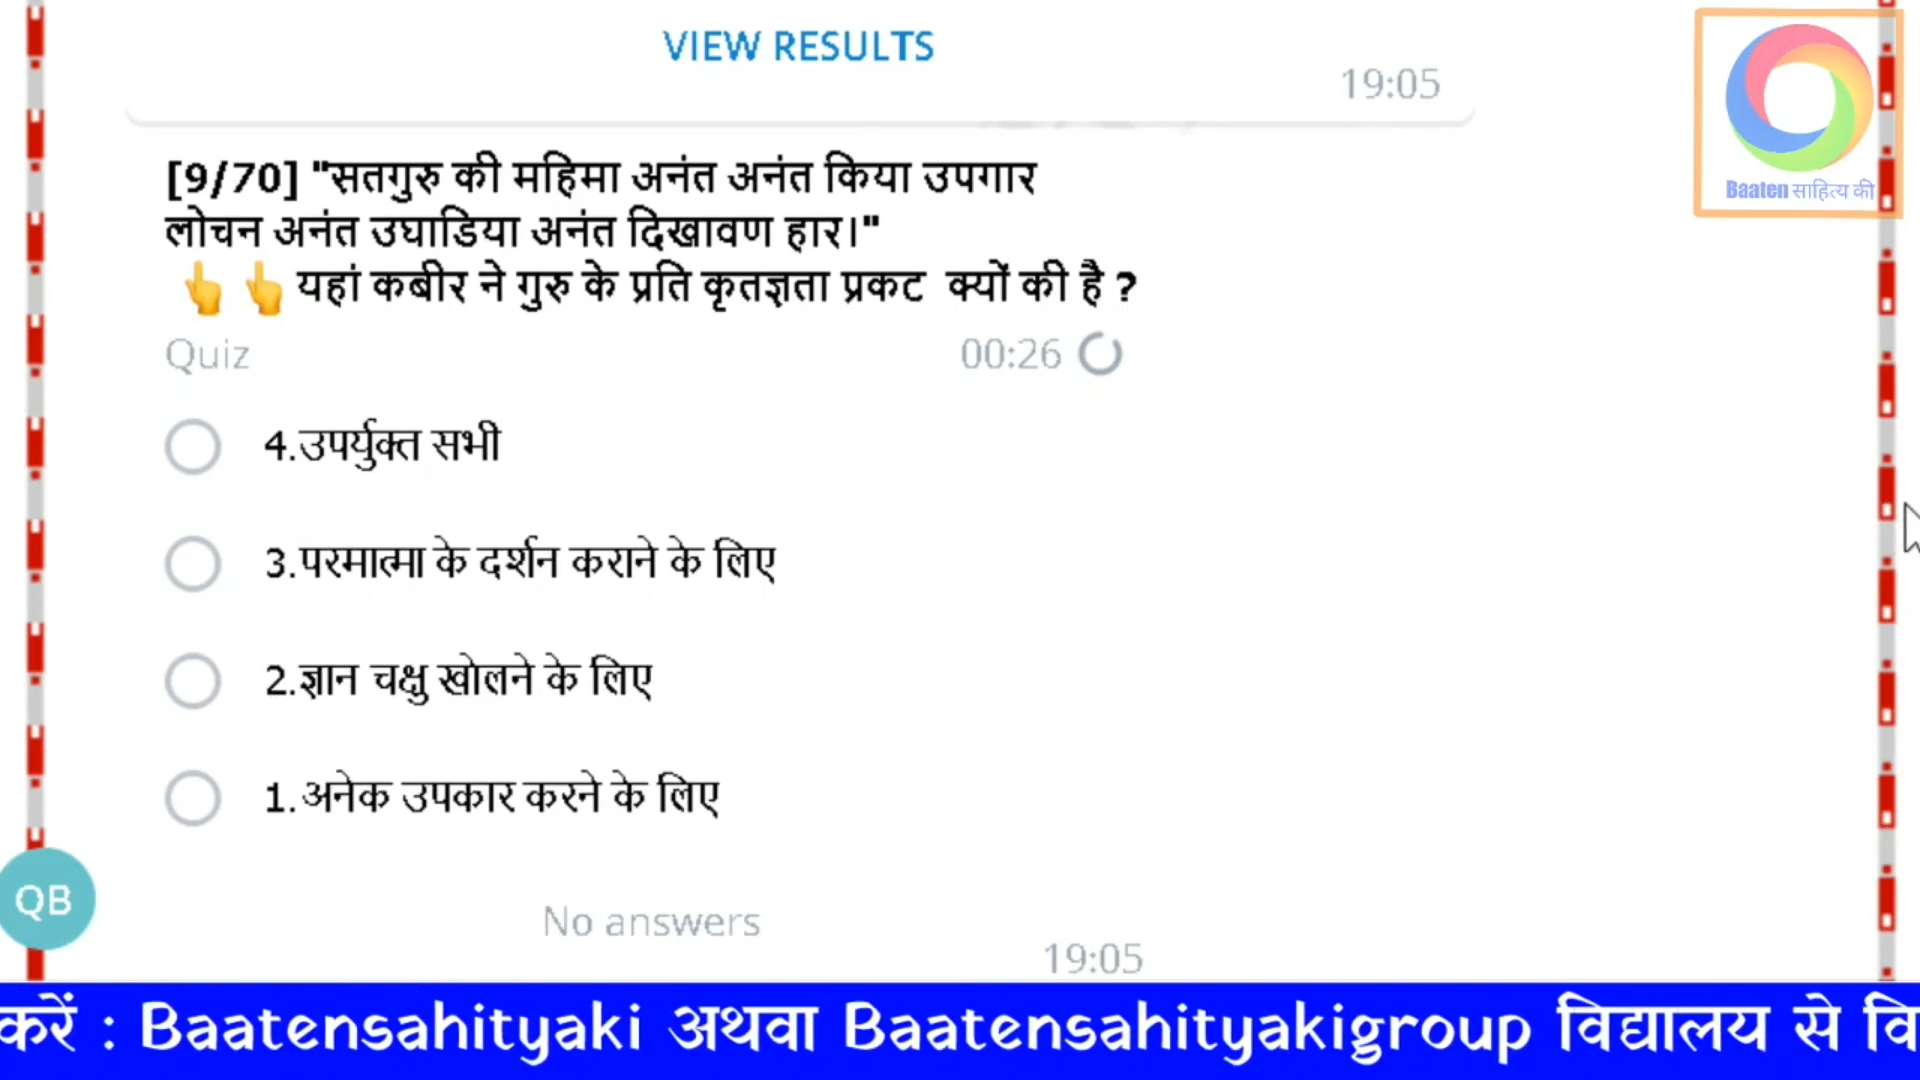 VIEW RESULTS
19:05
Baaten साहित्य की
[9/70] "सतगुरु की महिमा अनंत अनंत किया उपगार
लोचन अनंत उघाडिया अनंत दिखावण हार।"
👆 👆 यहां कबीर ने गुरु के प्रति कृतज्ञता प्रकट क्यों की है ?
Quiz
00:26
4.उपर्युक्त सभी
3.परमात्मा के दर्शन कराने के लिए
2.ज्ञान चक्षु खोलने के लिए
1.अनेक उपकार करने के लिए
QB
No answers
19:05
करें : Baatensahityaki अथवा Baatensahityakigroup विद्यालय से वि